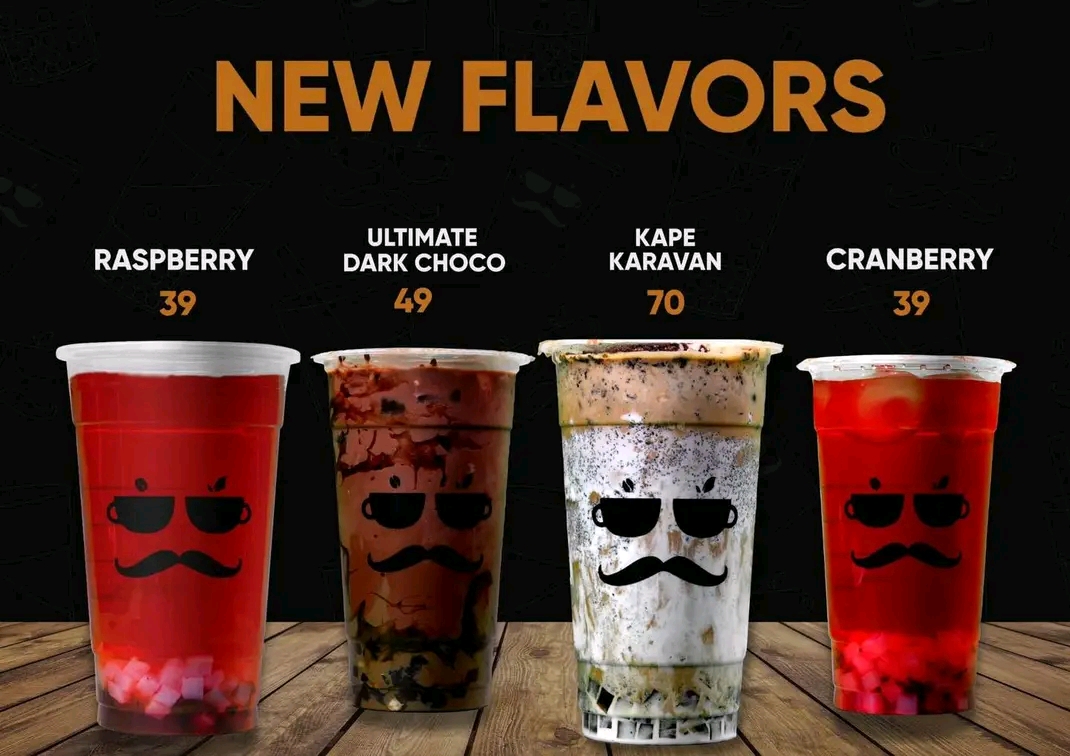 NEW FLAVORS
RASPBERRY
39
ULTIMATE
DARK CHOCO
49
KAPE
KARAVAN
70
CRANBERRY
39